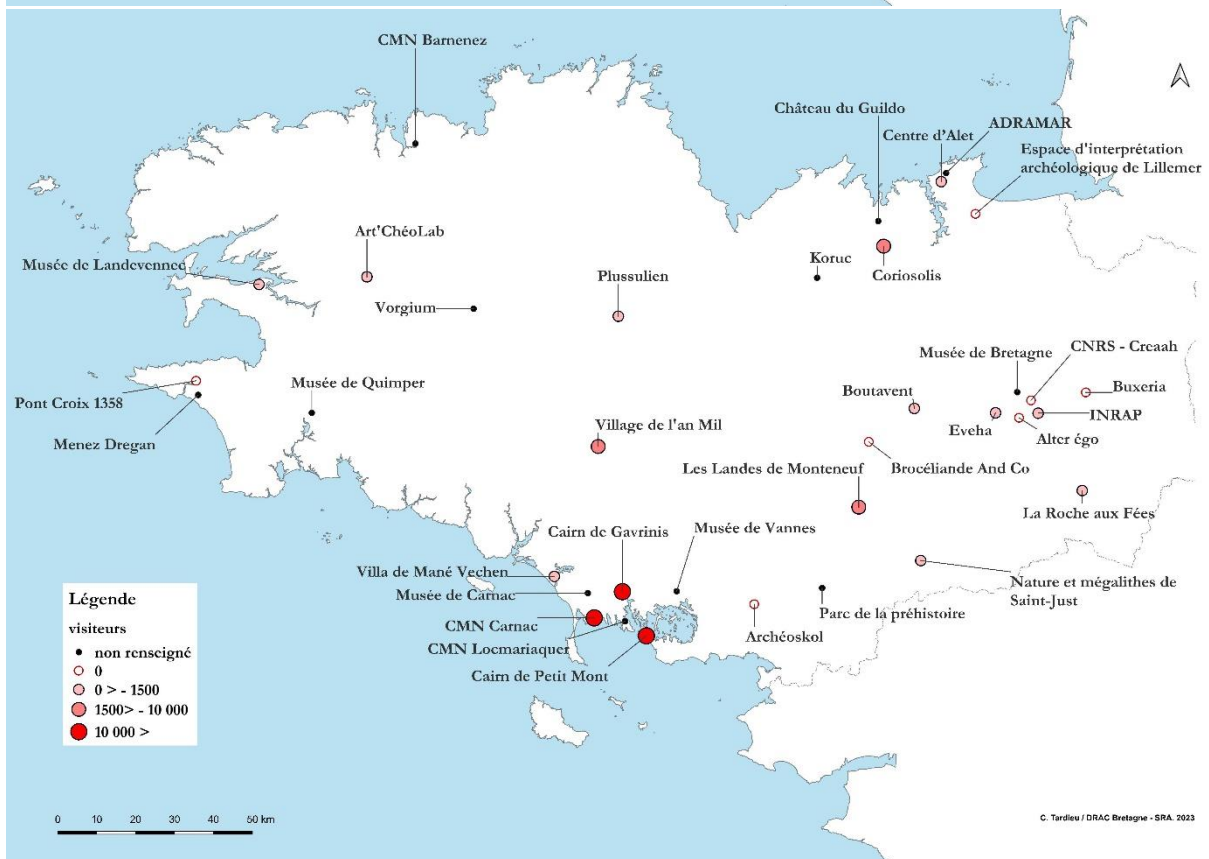 CMN Barnenez
Château du Guildo
Centre d'Alet
ADRAMAR
Espace d'interprétation
archéologique de Lillemer
Art'ChéoLab
Musée de Landevennec
Vorgium
Plussulien
Koruc
Coriosolis
Pont Croix 1358
Menez Dregan
Musée de Quimper
Village de l'an Mil
Musée de Bretagne
CNRS - Creaah
Buxeria
Boutavent
Eveha
INRAP
Alter égo
Brocéliande And Co
Les Landes de Monteneuf
La Roche aux Fées
Cairn de Gavrinis
Musée de Vannes
Villa de Mané Vechen
Musée de Carnac
CMN Carnac
CMN Locmariaquer
Cairn de Petit Mont
Archéoskol
Parc de la préhistoire
Nature et mégalithes de
Saint-Just
Légende
visiteurs
non renseigné
0
0 > - 1500
1500> - 10 000
10 000 >
0 10 20 30 40 50 km
C. Tardieu / DRAC Bretagne - SRA. 2023